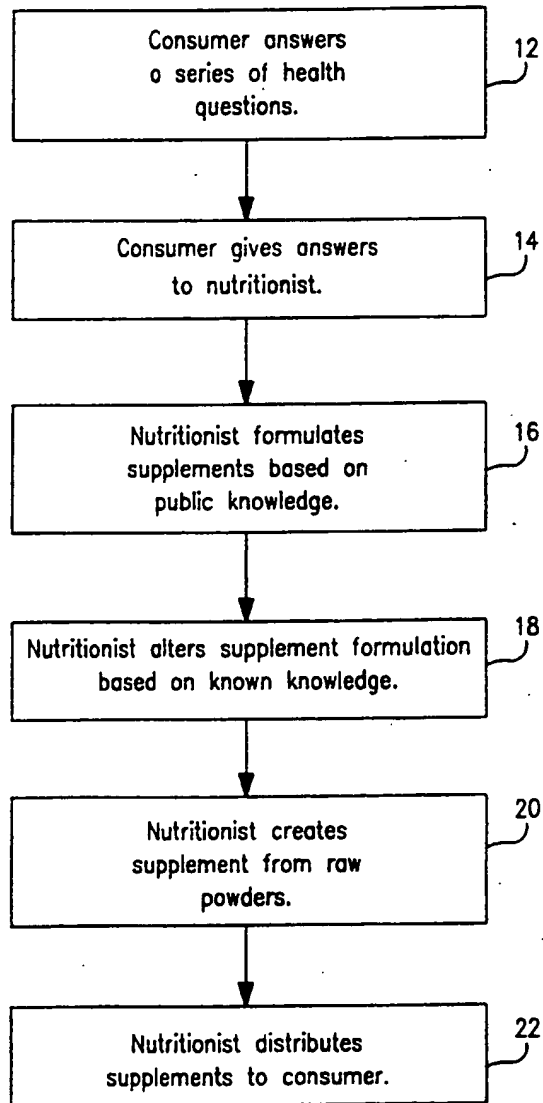 Consumer answers
a series of health
questions.
12
Consumer gives answers
to nutritionist.
14
Nutritionist formulates
supplements based on
public knowledge.
16
Nutritionist alters supplement formulation
based on known knowledge.
18
Nutritionist creates
supplement from raw
powders.
20
Nutritionist distributes
supplements to consumer.
22